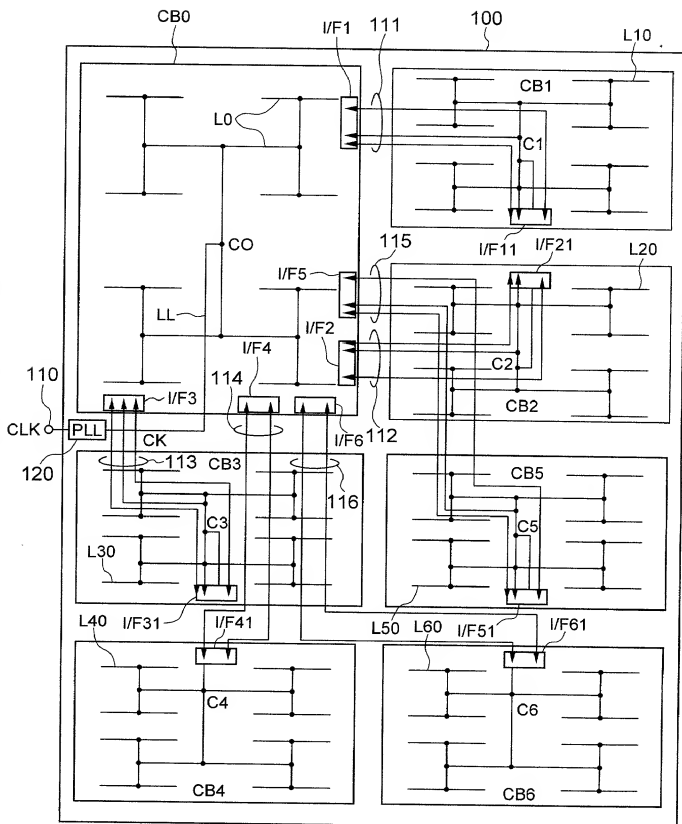 CB0
I/F1
111
100
L10
L0
CB1
C1
I/F11
I/F21
CO
115
I/F5
L20
LL
I/F2
C2
CB2
I/F4
110
I/F3
114
I/F6
112
CLK
PLL
CK
120
113
CB3
116
CB5
C3
C5
L30
L50
I/F31
I/F41
I/F51
I/F61
L40
L60
C4
C6
CB4
CB6